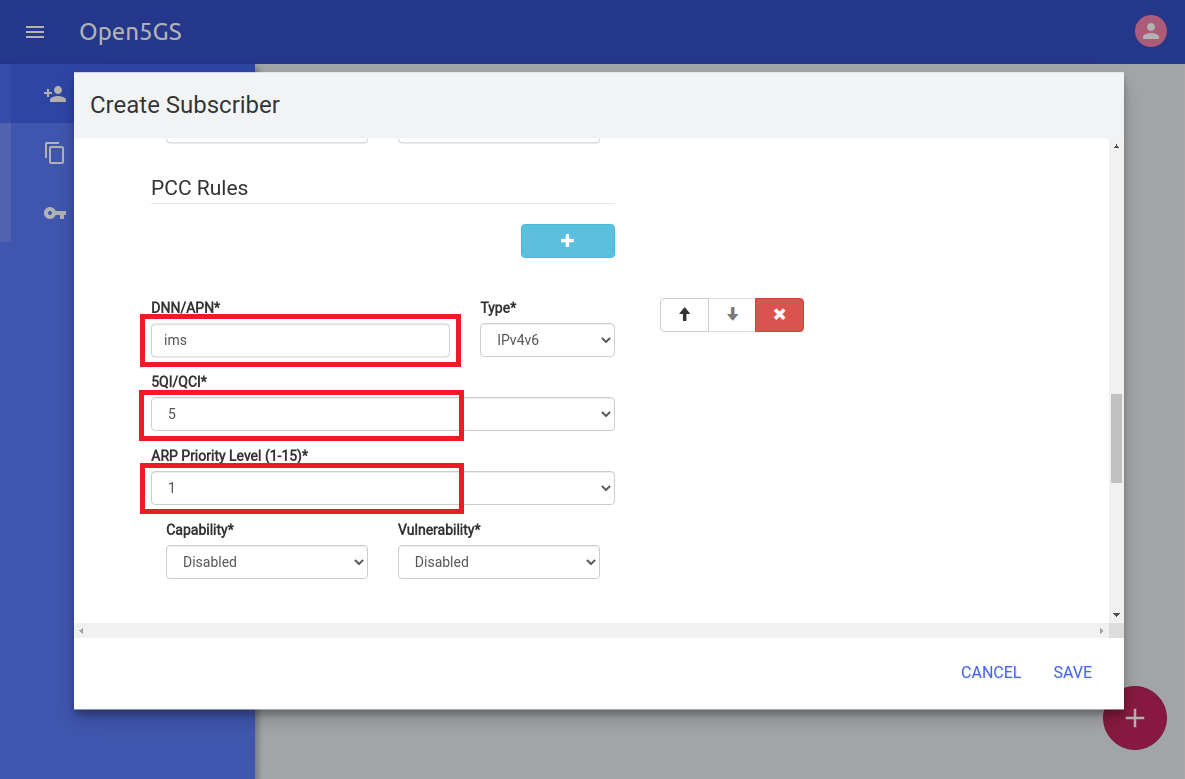 Open5GS
Create Subscriber
PCC Rules
DNN/APN* Type*
ims IPv4v6
5QI/QCI*
5
ARP Priority Level (1-15)*
1
Capability* Vulnerability*
Disabled Disabled
CANCEL SAVE